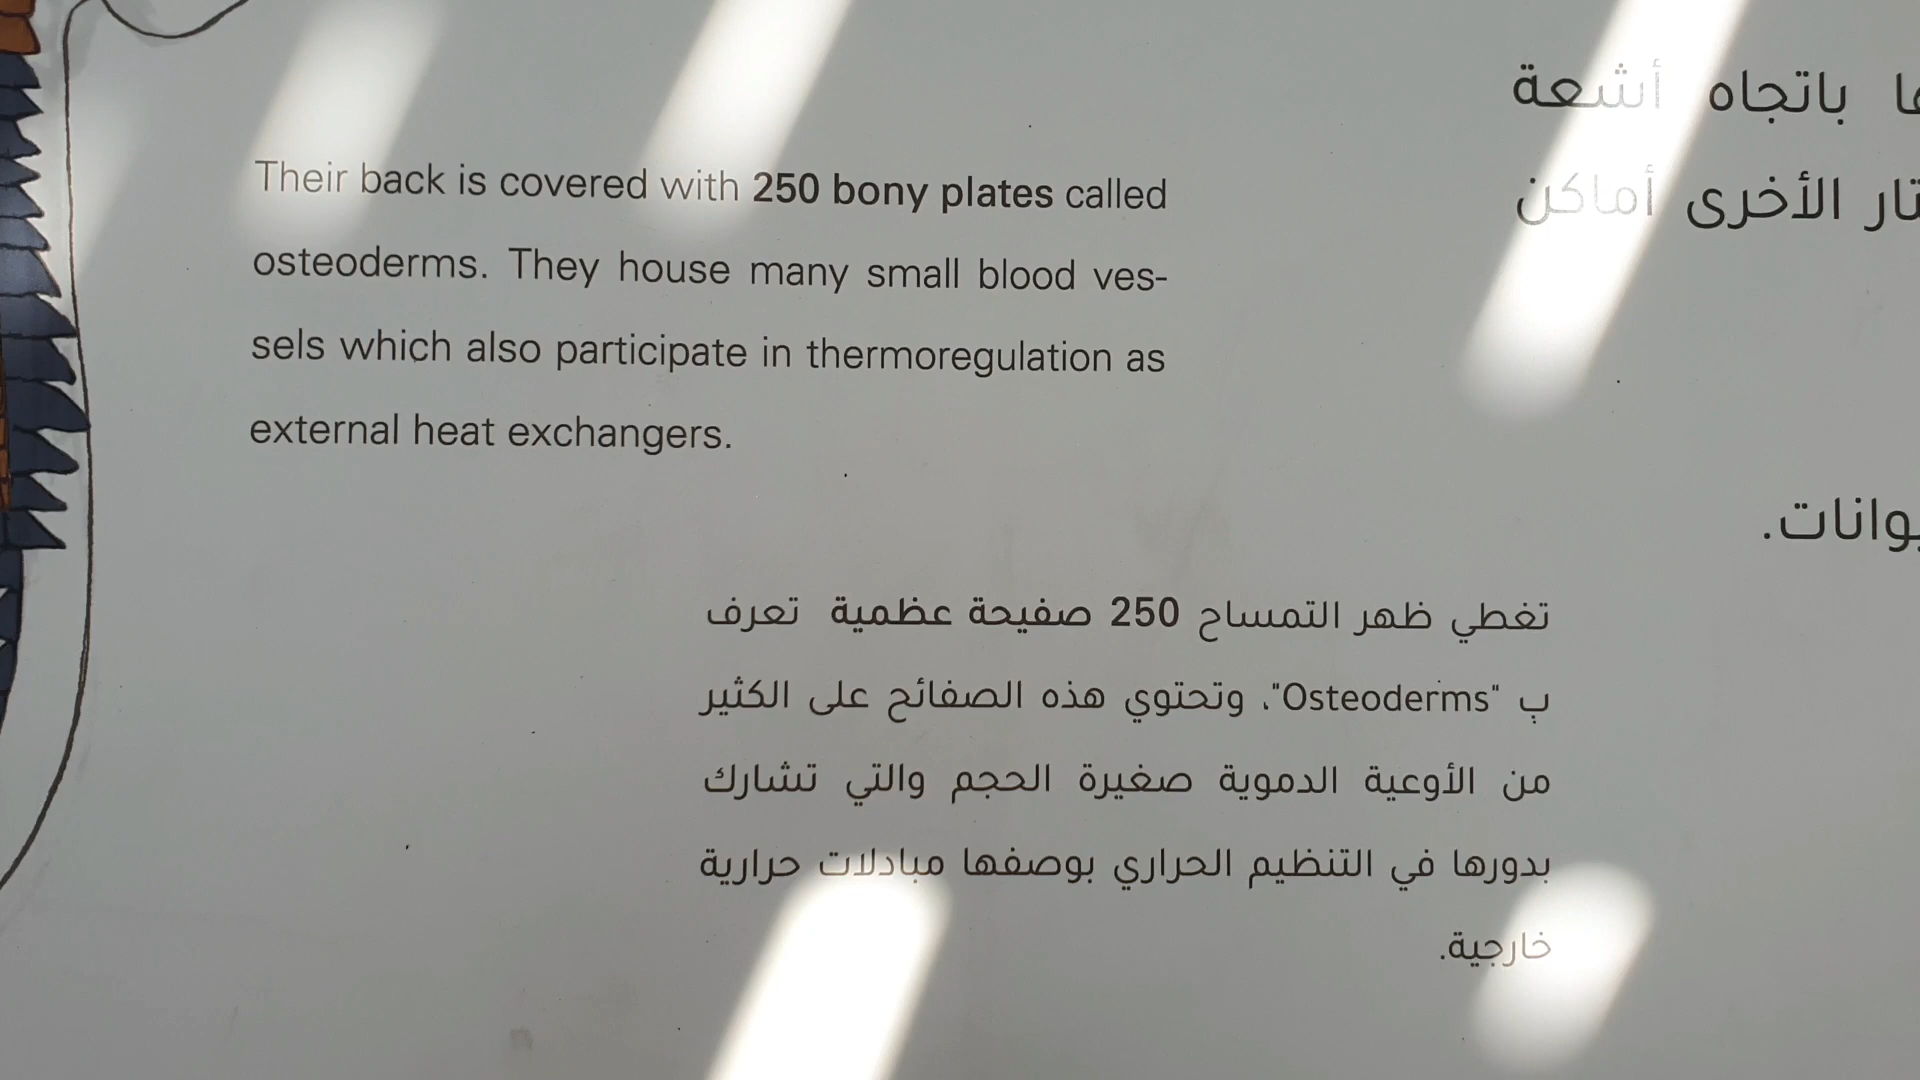 Their back is covered with 250 bony plates called
osteoderms. They house many small blood ves-
sels which also participate in thermoregulation as
external heat exchangers.
باتجاه أشعة
الأخرى أماكن
تغطي ظهر التمساح 250 صفيحة عظمية تعرف
بِ "Osteoderms"، وتحتوي هذه الصفائح على الكثير
من الأوعية الدموية صغيرة الحجم والتي تشارك
بدورها في التنظيم الحراري بوصفها مبادلات حرارية
خارجية.